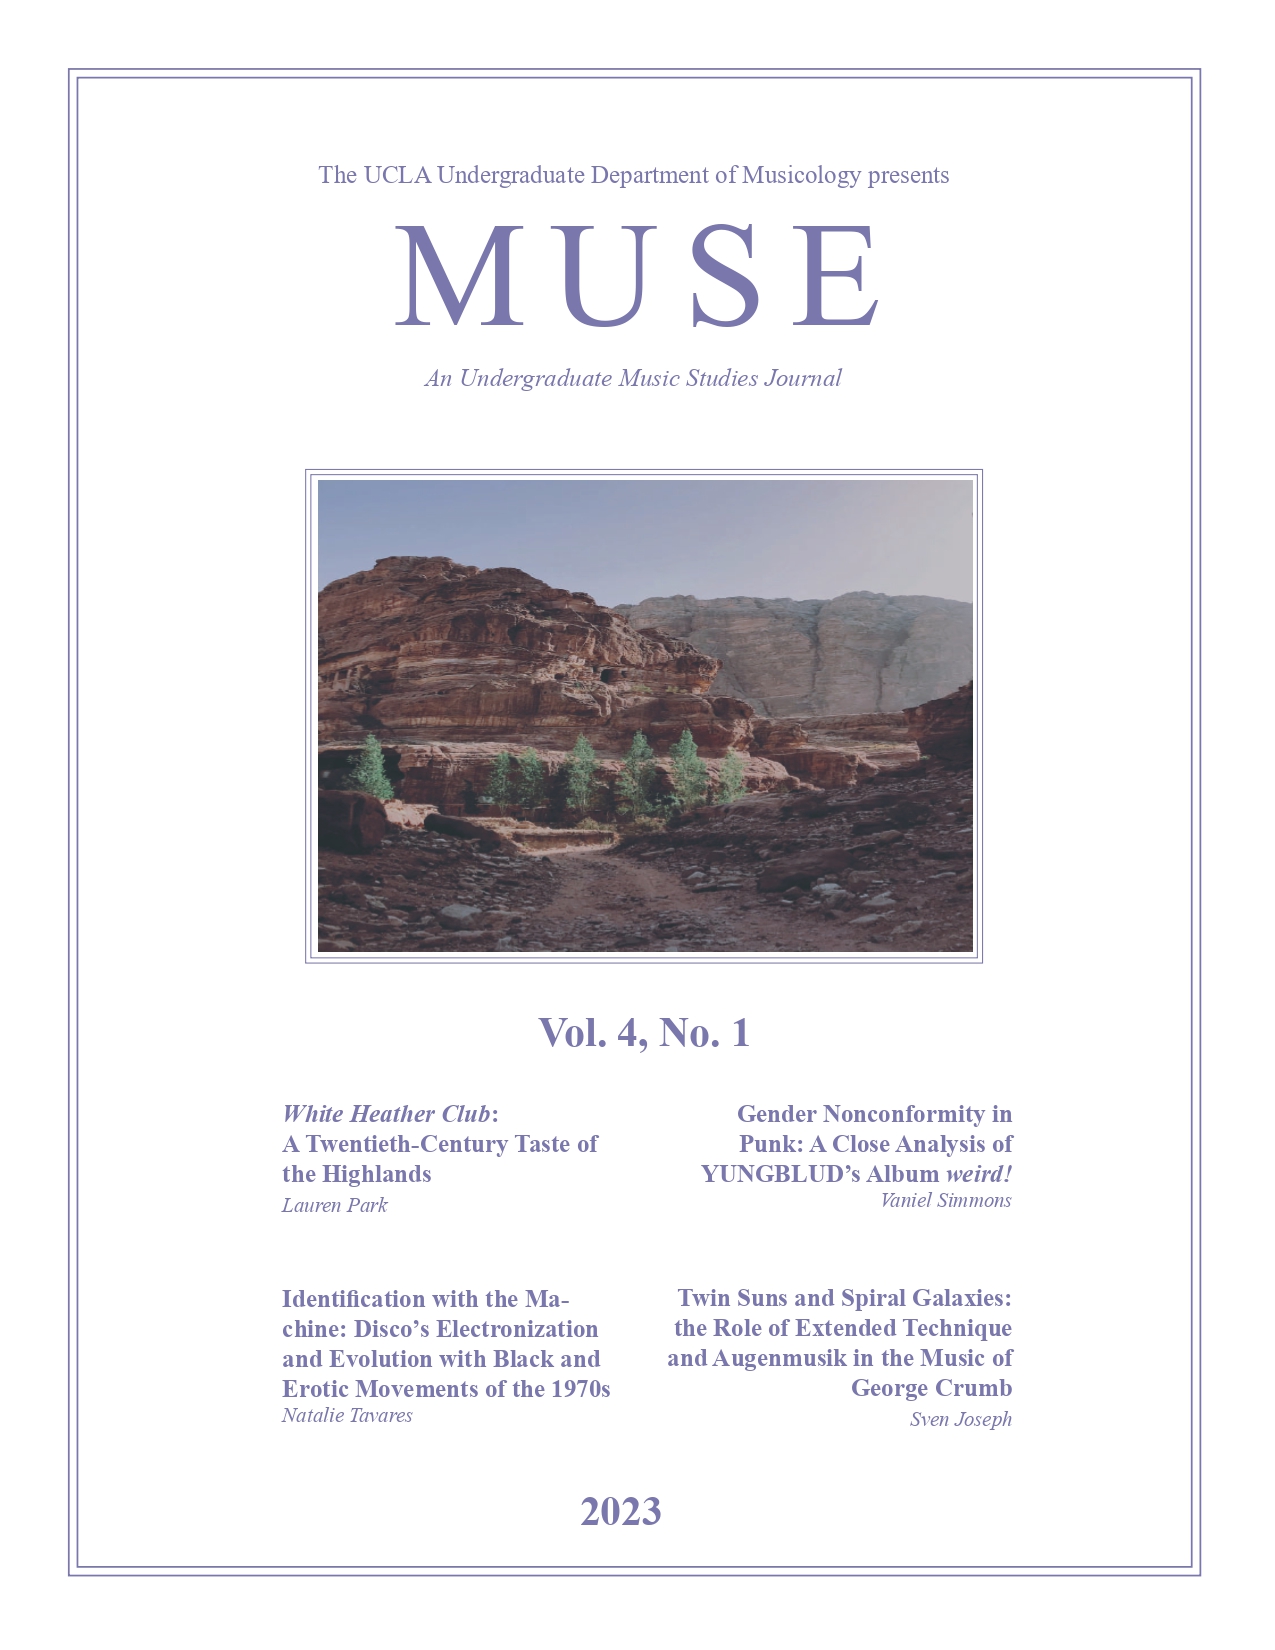 The UCLA Undergraduate Department of Musicology presents
MUSE
An Undergraduate Music Studies Journal
Vol. 4, No. 1
White Heather Club:
A Twentieth-Century Taste of
the Highlands
Lauren Park
Gender Nonconformity in
Punk: A Close Analysis of
YUNGBLUD’s Album weird!
Vaniel Simmons
Identification with the Ma-
chine: Disco’s Electronization
and Evolution with Black and
Erotic Movements of the 1970s
Natalie Tavares
Twin Suns and Spiral Galaxies:
the Role of Extended Technique
and Augenmusik in the Music of
George Crumb
Sven Joseph
2023